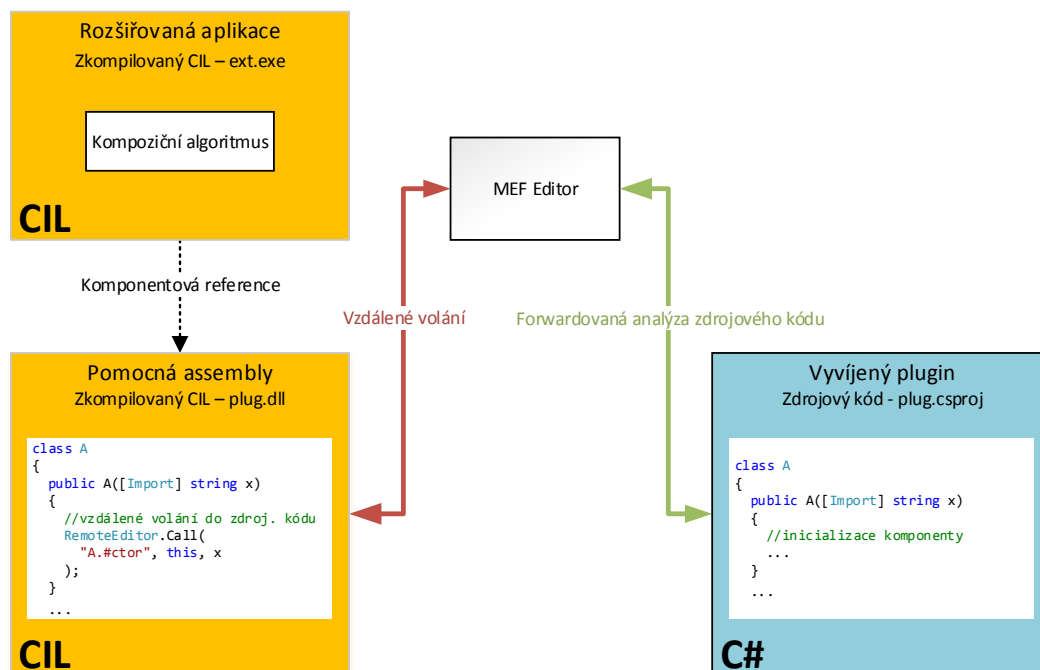 Rozšiřovaná aplikace
Zkompilovaný CIL – ext.exe
Kompoziční algoritmus
CIL
MEF Editor
Komponentová reference
Vzdálené volání
Forwardovaná analýza zdrojového kódu
Pomocná assembly
Zkompilovaný CIL – plug.dll
class A
{
public A([Import] string x)
{
//vzdálené volání do zdroj. kódu
RemoteEditor.Call(
"A.#ctor", this, x
);
}
...
CIL
Vyvíjený plugin
Zdrojový kód - plug.csproj
class A
{
public A([Import] string x)
{
//inicializace komponenty
...
}
...
C#